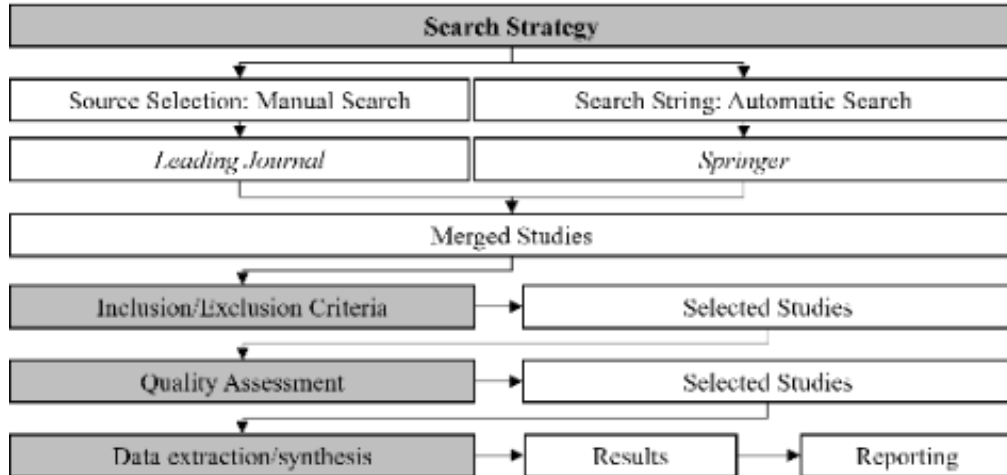 Search Strategy
Source Selection: Manual Search
Search String: Automatic Search
Leading Journal
Springer
Merged Studies
Inclusion/Exclusion Criteria
Selected Studies
Quality Assessment
Selected Studies
Data extraction/synthesis
Results
Reporting